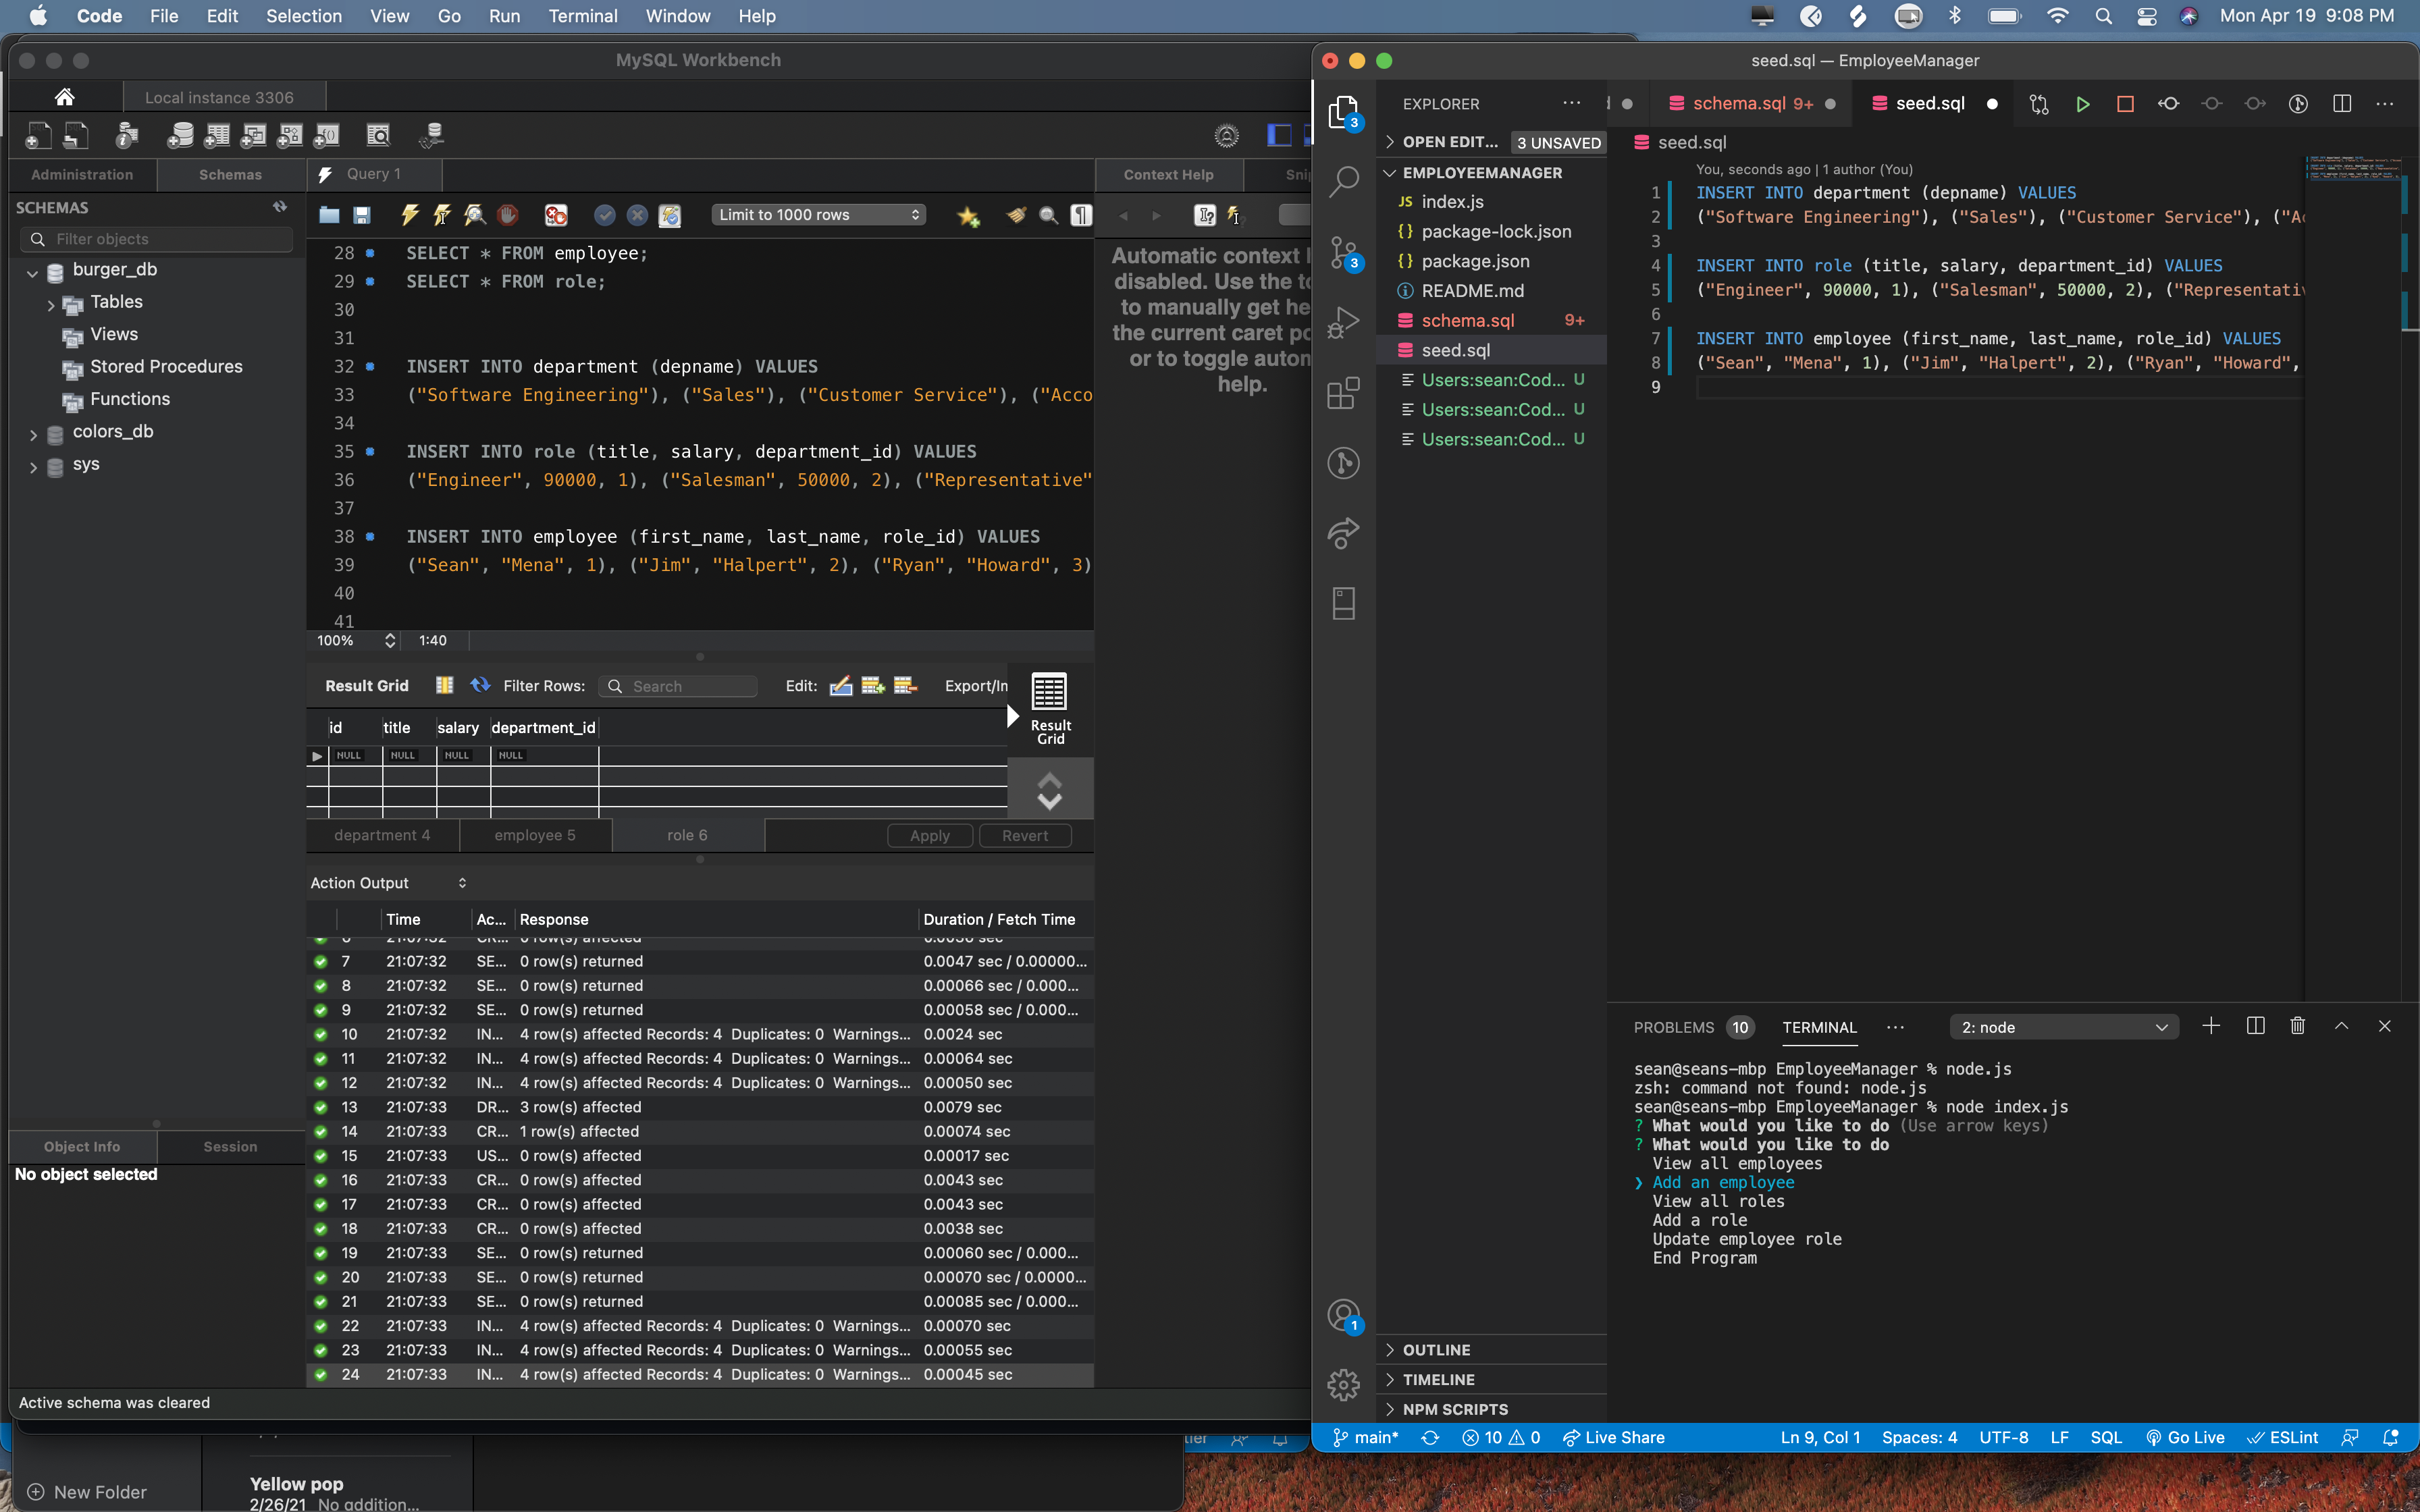 Code File Edit Selection View Go Run Terminal Window Help
Mon Apr 19 9:08 PM
MySQL Workbench
Local instance 3306
Administration Schemas
Query 1
Context Help
SCHEMAS
Filter objects
burger_db
Tables
Views
Stored Procedures
Functions
colors_db
sys
Limit to 1000 rows
28 SELECT * FROM employee;
29 SELECT * FROM role;
30
31
32 INSERT INTO department (depname) VALUES
33 ("Software Engineering"), ("Sales"), ("Customer Service"), ("Acco
34
35 INSERT INTO role (title, salary, department_id) VALUES
36 ("Engineer", 90000, 1), ("Salesman", 50000, 2), ("Representative"
37
38 INSERT INTO employee (first_name, last_name, role_id) VALUES
39 ("Sean", "Mena", 1), ("Jim", "Halpert", 2), ("Ryan", "Howard", 3)
40
41
100% 1:40
Automatic context
disabled. Use the
to manually get
the current caret
or to toggle
help.
Result Grid Filter Rows: Search Edit: Export/In
Result
Grid
id title salary department_id
NULL NULL NULL NULL
department 4 employee 5 role 6 Apply Revert
Action Output
Time Ac... Response Duration / Fetch Time
7 21:07:32 SE... 0 row(s) returned 0.0047 sec / 0.00000...
8 21:07:32 SE... 0 row(s) returned 0.00066 sec / 0.000...
9 21:07:32 SE... 0 row(s) returned 0.00058 sec / 0.000...
10 21:07:32 IN... 4 row(s) affected Records: 4 Duplicates: 0 Warnings... 0.0024 sec
11 21:07:32 IN... 4 row(s) affected Records: 4 Duplicates: 0 Warnings... 0.00064 sec
12 21:07:32 IN... 4 row(s) affected Records: 4 Duplicates: 0 Warnings... 0.00050 sec
13 21:07:33 DR... 3 row(s) affected 0.0079 sec
14 21:07:33 CR... 1 row(s) affected 0.00074 sec
15 21:07:33 US... 0 row(s) affected 0.00017 sec
16 21:07:33 CR... 0 row(s) affected 0.0043 sec
17 21:07:33 CR... 0 row(s) affected 0.0043 sec
18 21:07:33 CR... 0 row(s) affected 0.0038 sec
19 21:07:33 SE... 0 row(s) returned 0.00060 sec / 0.000...
20 21:07:33 SE... 0 row(s) returned 0.00070 sec / 0.0000...
21 21:07:33 SE... 0 row(s) returned 0.00085 sec / 0.000...
22 21:07:33 IN... 4 row(s) affected Records: 4 Duplicates: 0 Warnings... 0.00070 sec
23 21:07:33 IN... 4 row(s) affected Records: 4 Duplicates: 0 Warnings... 0.00055 sec
24 21:07:33 IN... 4 row(s) affected Records: 4 Duplicates: 0 Warnings... 0.00045 sec
Object Info Session
No object selected
Active schema was cleared
New Folder
Yellow pop
2/26/21 No addition...
seed.sql — EmployeeManager
EXPLORER
OPEN EDIT... 3 UNSAVED
EMPLOYEEMANAGER
JS index.js
{} package-lock.json
{} package.json
README.md
schema.sql 9+
seed.sql
Users:sean:Cod... U
Users:sean:Cod... U
Users:sean:Cod... U
3
3
1
OUTLINE
TIMELINE
NPM SCRIPTS
schema.sql 9+ seed.sql
seed.sql
You, seconds ago | 1 author (You)
1 INSERT INTO department (depname) VALUES
2 ("Software Engineering"), ("Sales"), ("Customer Service"), ("Ac
3
4 INSERT INTO role (title, salary, department_id) VALUES
5 ("Engineer", 90000, 1), ("Salesman", 50000, 2), ("Representativ
6
7 INSERT INTO employee (first_name, last_name, role_id) VALUES
8 ("Sean", "Mena", 1), ("Jim", "Halpert", 2), ("Ryan", "Howard",
9
PROBLEMS 10 TERMINAL ... 2: node
sean@seans-mbp EmployeeManager % node.js
zsh: command not found: node.js
sean@seans-mbp EmployeeManager % node index.js
? What would you like to do (Use arrow keys)
? What would you like to do
View all employees
❯ Add an employee
View all roles
Add a role
Update employee role
End Program
main* 10 0 Live Share Ln 9, Col 1 Spaces: 4 UTF-8 LF SQL Go Live ESLint